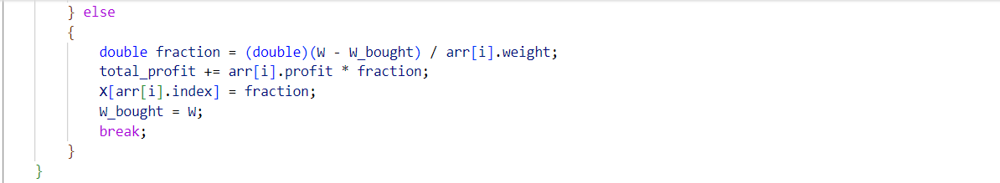 } else
{
double fraction = (double)(W - W_bought) / arr[i].weight;
total_profit += arr[i].profit * fraction;
X[arr[i].index] = fraction;
W_bought = W;
break;
}
}